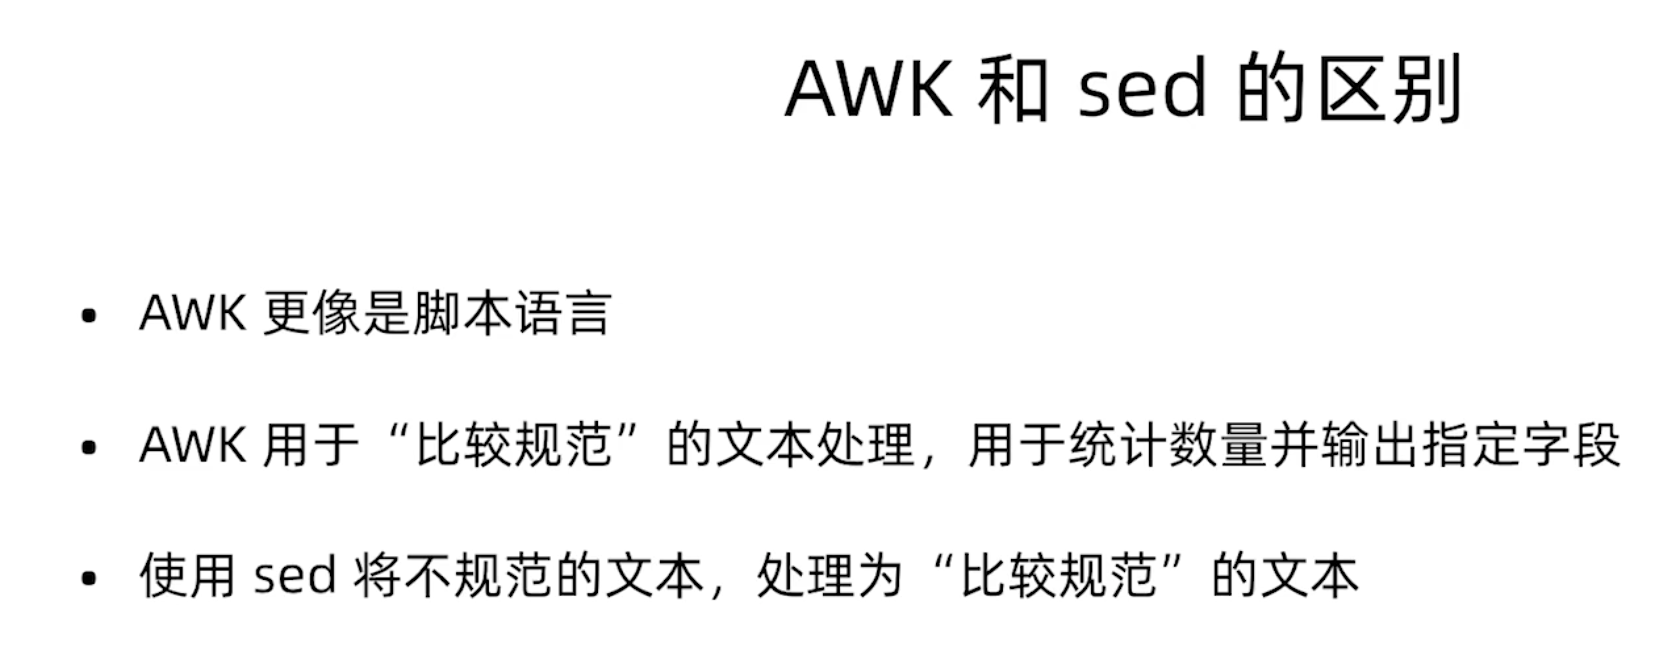 AWK 和 sed 的区别
• AWK 更像是脚本语言
• AWK 用于“比较规范”的文本处理，用于统计数量并输出指定字段
• 使用 sed 将不规范的文本，处理为“比较规范”的文本